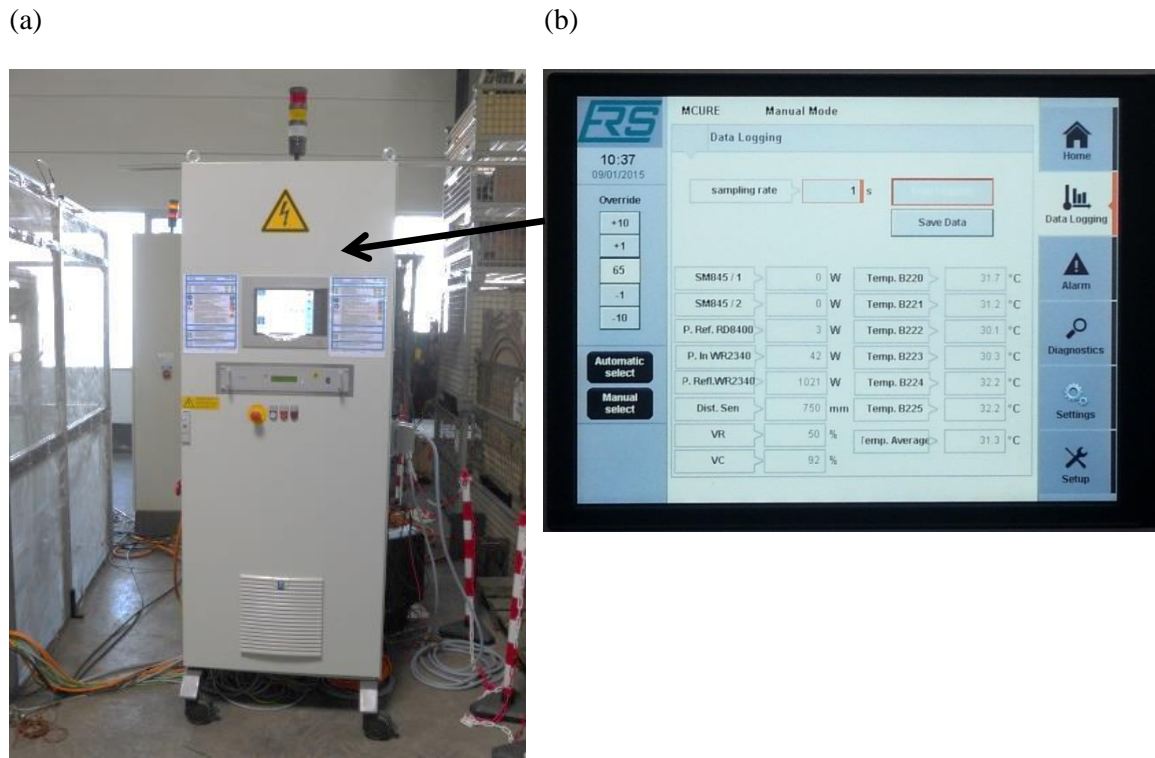 (a)
(b)
ERS
MCURE Manual Mode
Data Logging
10:37
09/01/2015
Override
+10
+1
65
-1
-10
Automatic
select
Manual
select
sampling rate 1 s
Save Data
SM845 / 1 0 W Temp. B220 31.7 °C
SM845 / 2 0 W Temp. B221 31.2 °C
P. Ref. RD8400 3 W Temp. B222 30.1 °C
P. In WR2340 42 W Temp. B223 30.3 °C
P. Refl.WR2340 1021 W Temp. B224 32.2 °C
Dist. Sen 750 mm Temp. B225 32.2 °C
VR 50 % Temp. Average 31.3 °C
VC 92 %
Home
Data Logging
Alarm
Diagnostics
Settings
Setup